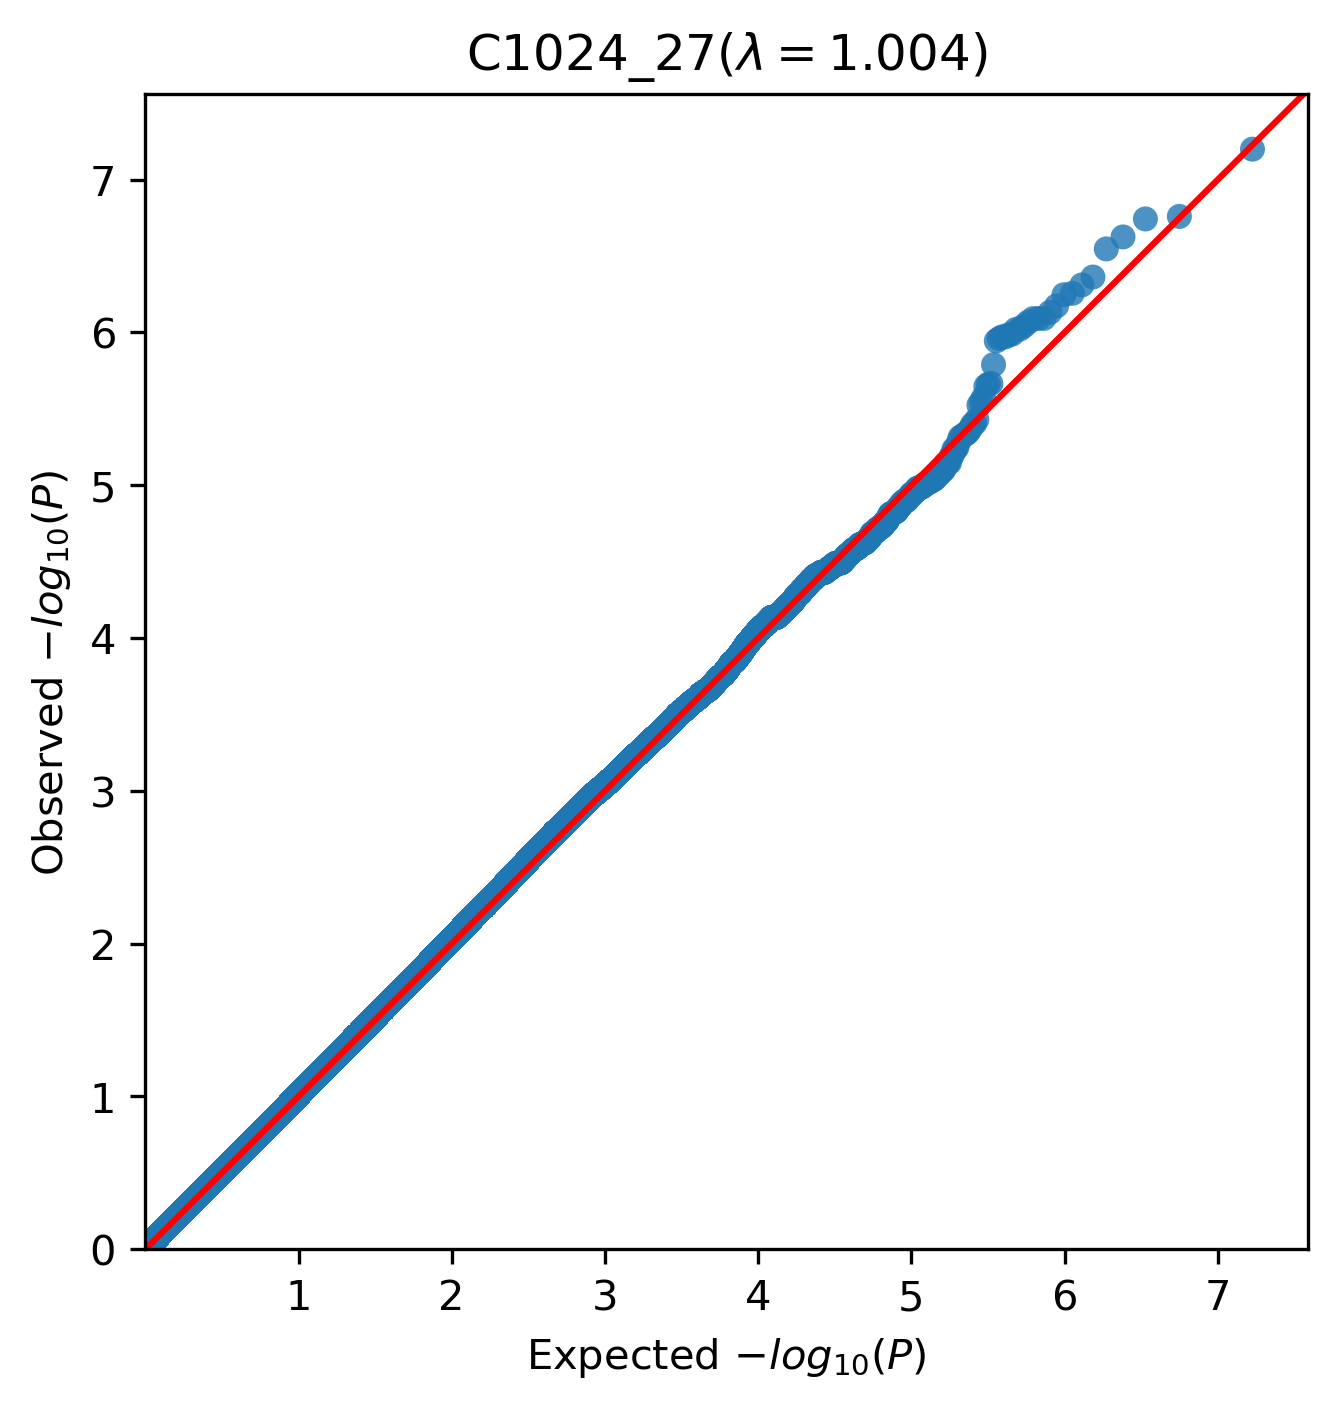 C1024_27(λ = 1.004)
Observed −log₁₀(P)
7
6
5
4
3
2
1
0
1 2 3 4 5 6 7
Expected −log₁₀(P)